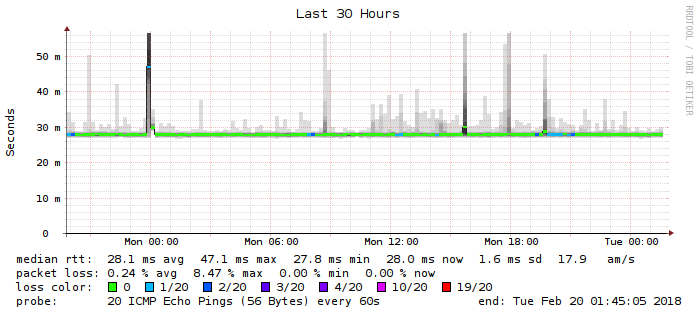 Last 30 Hours
RRDTOOL / TOBI OETIKER
Seconds
50 m
40 m
30 m
20 m
10 m
0
Mon 00:00 Mon 06:00 Mon 12:00 Mon 18:00 Tue 00:00
median rtt: 28.1 ms avg 47.1 ms max 27.8 ms min 28.0 ms now 1.6 ms sd 17.9 am/s
packet loss: 0.24 % avg 8.47 % max 0.00 % min 0.00 % now
loss color: 0 1/20 2/20 3/20 4/20 10/20 19/20
probe: 20 ICMP Echo Pings (56 Bytes) every 60s end: Tue Feb 20 01:45:05 2018